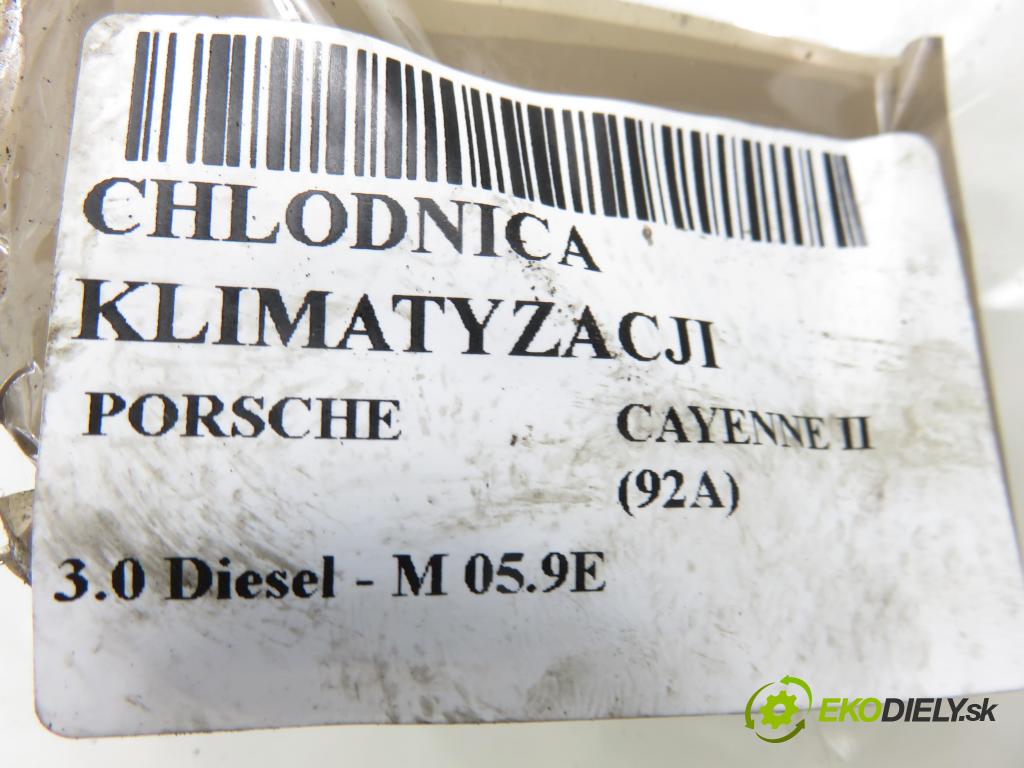 CHLODNICA
KLIMATYZACJI
PORSCHE CAYENNE II
(92A)
3.0 Diesel - M 05.9E
EKODIELY.sk